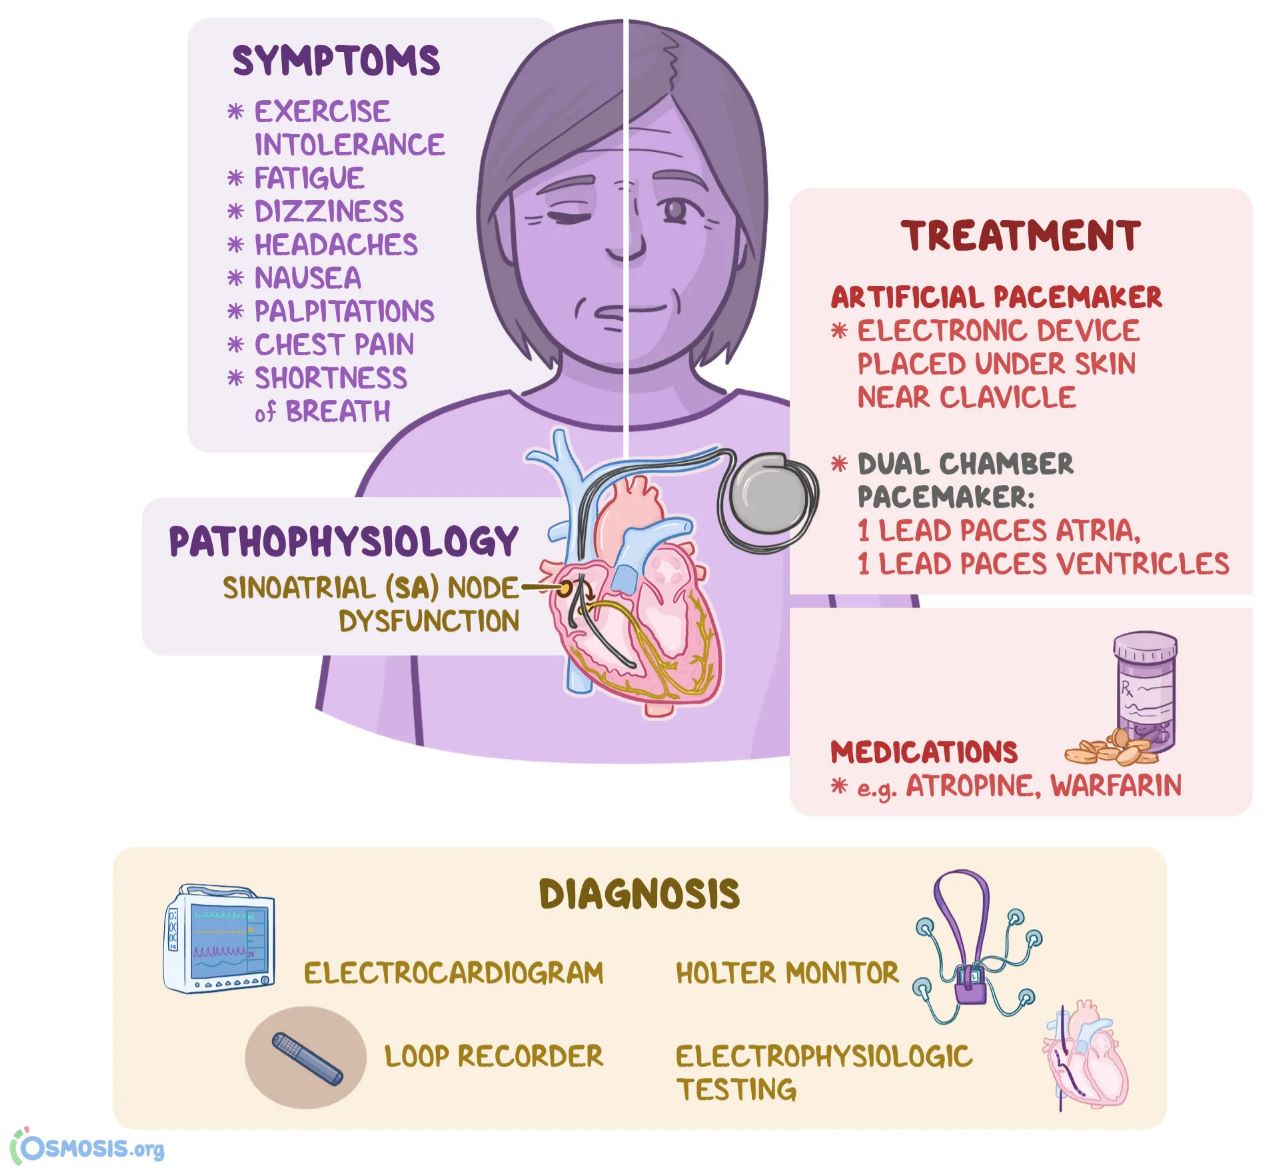 SYMPTOMS
* EXERCISE
INTOLERANCE
* FATIGUE
* DIZZINESS
* HEADACHES
* NAUSEA
* PALPITATIONS
* CHEST PAIN
* SHORTNESS
of BREATH
PATHOPHYSIOLOGY
SINOATRIAL (SA) NODE
DYSFUNCTION
TREATMENT
ARTIFICIAL PACEMAKER
* ELECTRONIC DEVICE
PLACED UNDER SKIN
NEAR CLAVICLE
* DUAL CHAMBER
PACEMAKER:
1 LEAD PACES ATRIA,
1 LEAD PACES VENTRICLES
Rx
MEDICATIONS
* e.g. ATROPINE, WARFARIN
DIAGNOSIS
ELECTROCARDIOGRAM
HOLTER MONITOR
LOOP RECORDER
ELECTROPHYSIOLOGIC
TESTING
OSMOSIS.org